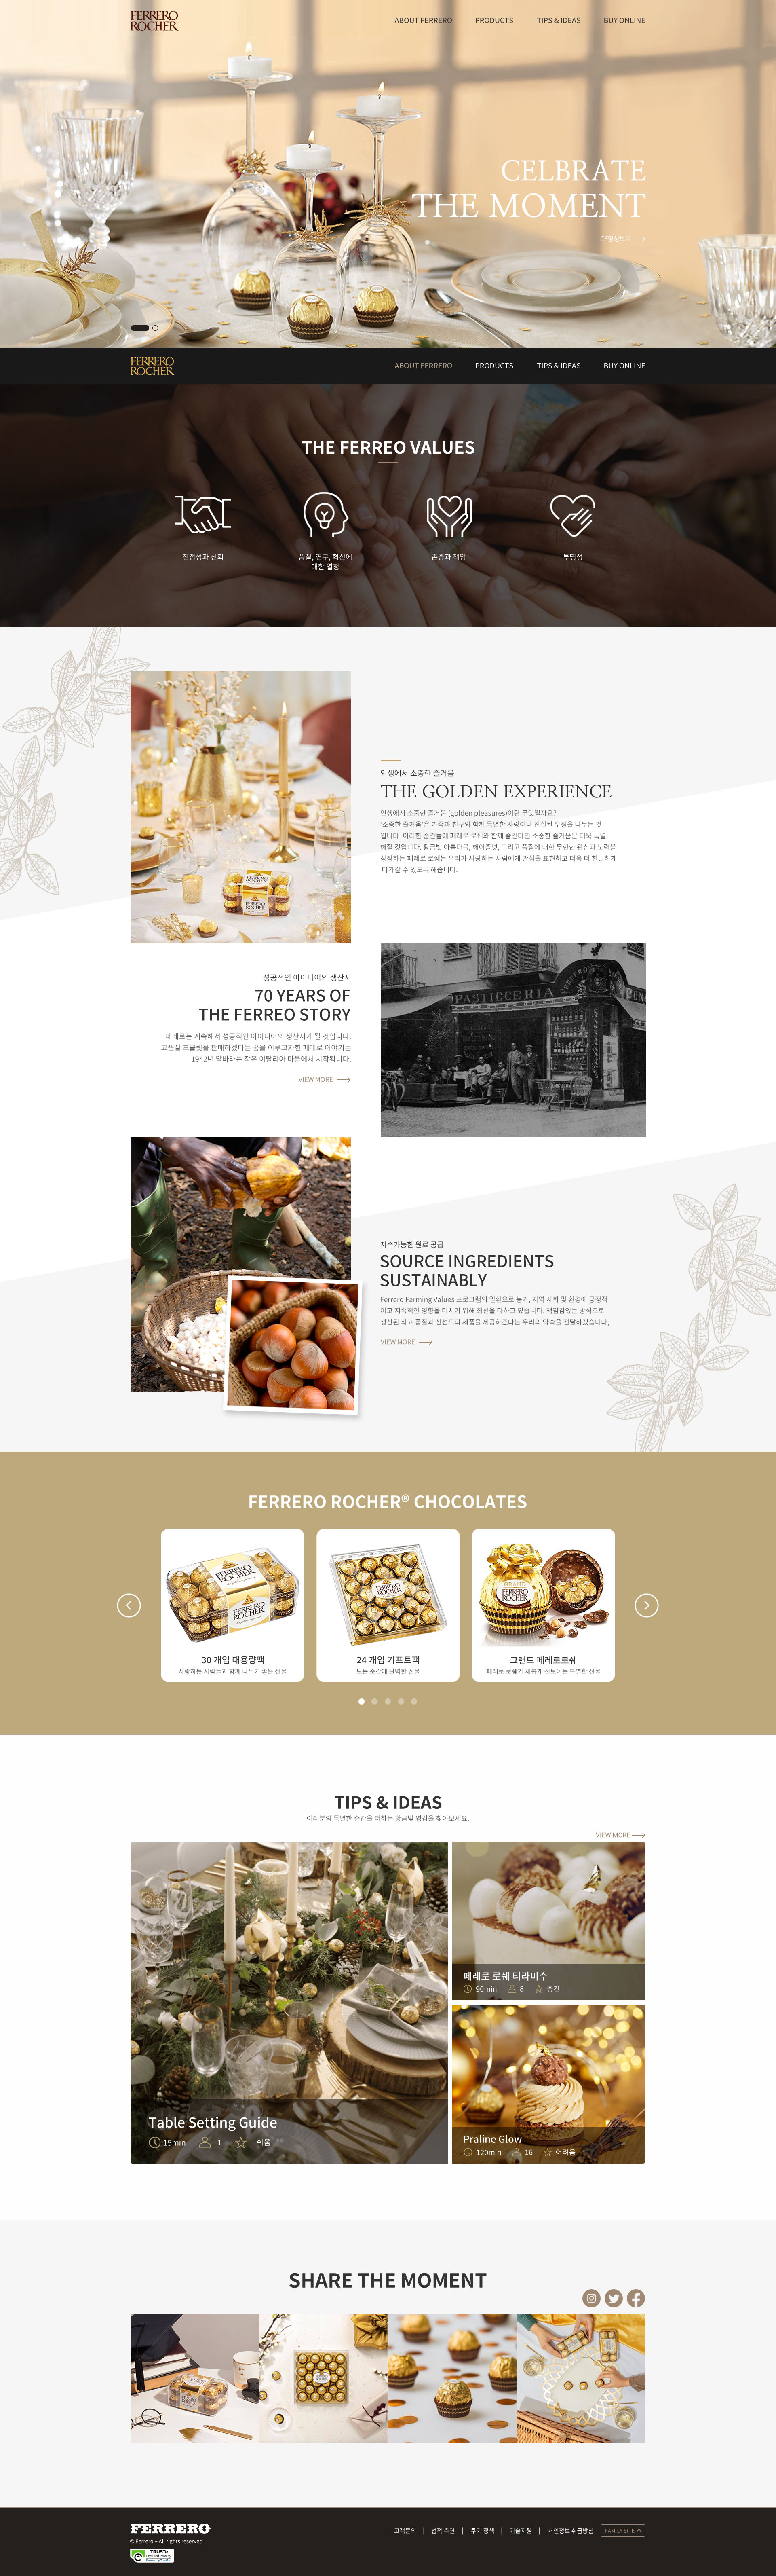 FERRERO
ROCHER
ABOUT FERRERO
PRODUCTS
TIPS & IDEAS
BUY ONLINE
CELBRATE
THE MOMENT
CF영상보기
FERRERO
ROCHER
ABOUT FERRERO
PRODUCTS
TIPS & IDEAS
BUY ONLINE
THE FERREO VALUES
진정성과 신뢰
품질, 연구, 혁신에
대한 열정
존중과 책임
투명성
인생에서 소중한 즐거움
THE GOLDEN EXPERIENCE
인생에서 소중한 즐거움 (golden pleasures)이란 무엇일까요?
'소중한 즐거움'은 가족과 친구와 함께 특별한 사랑이나 진실된 우정을 나누는 것
입니다. 이러한 순간들에 페레로 로쉐와 함께 즐긴다면 소중한 즐거움은 더욱 특별
해질 것입니다. 황금빛 아름다움, 헤이즐넛, 그리고 품질에 대한 무한한 관심과 노력을
상징하는 페레로 로쉐는 우리가 사랑하는 사람에게 관심을 표현하고 더욱 더 친밀하게
다가갈 수 있도록 해줍니다.
FERRERO
ROCHER
성공적인 아이디어의 생산지
70 YEARS OF
THE FERREO STORY
페레로는 계속해서 성공적인 아이디어의 생산지가 될 것입니다.
고품질 초콜릿을 판매하겠다는 꿈을 이루고자한 페레로 이야기는
1942년 알바라는 작은 이탈리아 마을에서 시작됩니다.
VIEW MORE
PASTICCERIA
지속가능한 원료 공급
SOURCE INGREDIENTS
SUSTAINABLY
Ferrero Farming Values 프로그램의 일환으로 농가, 지역 사회 및 환경에 긍정적
이고 지속적인 영향을 미치기 위해 최선을 다하고 있습니다. 책임감있는 방식으로
생산된 최고 품질과 신선도의 재품을 제공하겠다는 우리의 약속을 전달하겠습니다,
VIEW MORE
FERRERO ROCHER® CHOCOLATES
FERRERO
ROCHER
FERRERO
ROCHER
FERRERO
ROCHER
GRAND
FERRERO
ROCHER
30 개입 대용량팩
사랑하는 사람들과 함께 나누기 좋은 선물
24 개입 기프트팩
모든 순간에 완벽한 선물
그랜드 페레로로쉐
페레로 로쉐가 새롭게 선보이는 특별한 선물
TIPS & IDEAS
여러분의 특별한 순간을 더하는 황금빛 영감을 찾아보세요.
VIEW MORE
페레로 로쉐 티라미수
90min
8
중간
Table Setting Guide
15min
1
쉬움
Praline Glow
120min
16
어려움
SHARE THE MOMENT
FERRERO
© Ferrero – All rights reserved
TRUSTe
Certified Privacy
고객문의 | 법적 측면 | 쿠키 정책 | 기술지원 | 개인정보 취급방침
FAMILY SITE